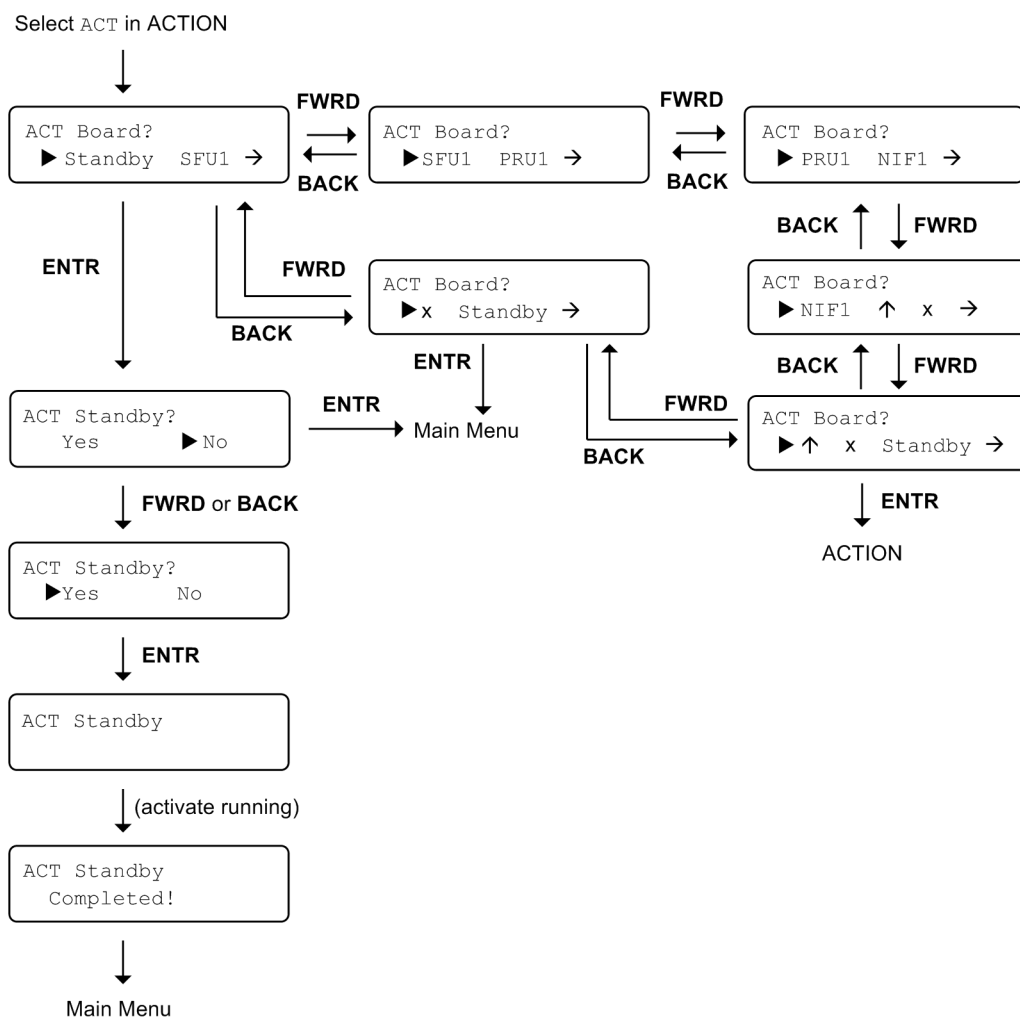 Select ACT in ACTION
FWRD
FWRD
ACT Board?
▶Standby SFU1 →
ACT Board?
▶SFU1 PRU1 →
ACT Board?
▶PRU1 NIF1 →
BACK
BACK
BACK
FWRD
ENTR
FWRD
ACT Board?
▶x Standby →
ACT Board?
▶NIF1 ↑ x →
BACK
ENTR
BACK
FWRD
ACT Standby?
Yes ▶No
ENTR
Main Menu
FWRD
ACT Board?
▶↑ x Standby →
BACK
FWRD or BACK
ENTR
ACTION
ACT Standby?
▶Yes No
ENTR
ACT Standby
(activate running)
ACT Standby
Completed!
Main Menu